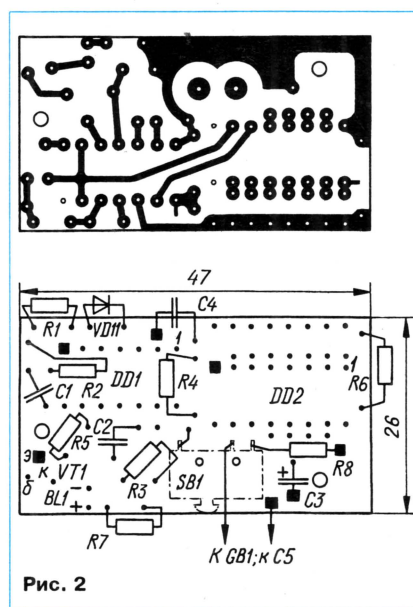 47
C4
R1
VD11
1
C1
R2
DD1
R4
DD2
1
R6
26
R5
C2
э
к
VT1
б
BL1
−
+
R3
SB1
R8
+
C3
R7
К GB1; к C5
Рис. 2